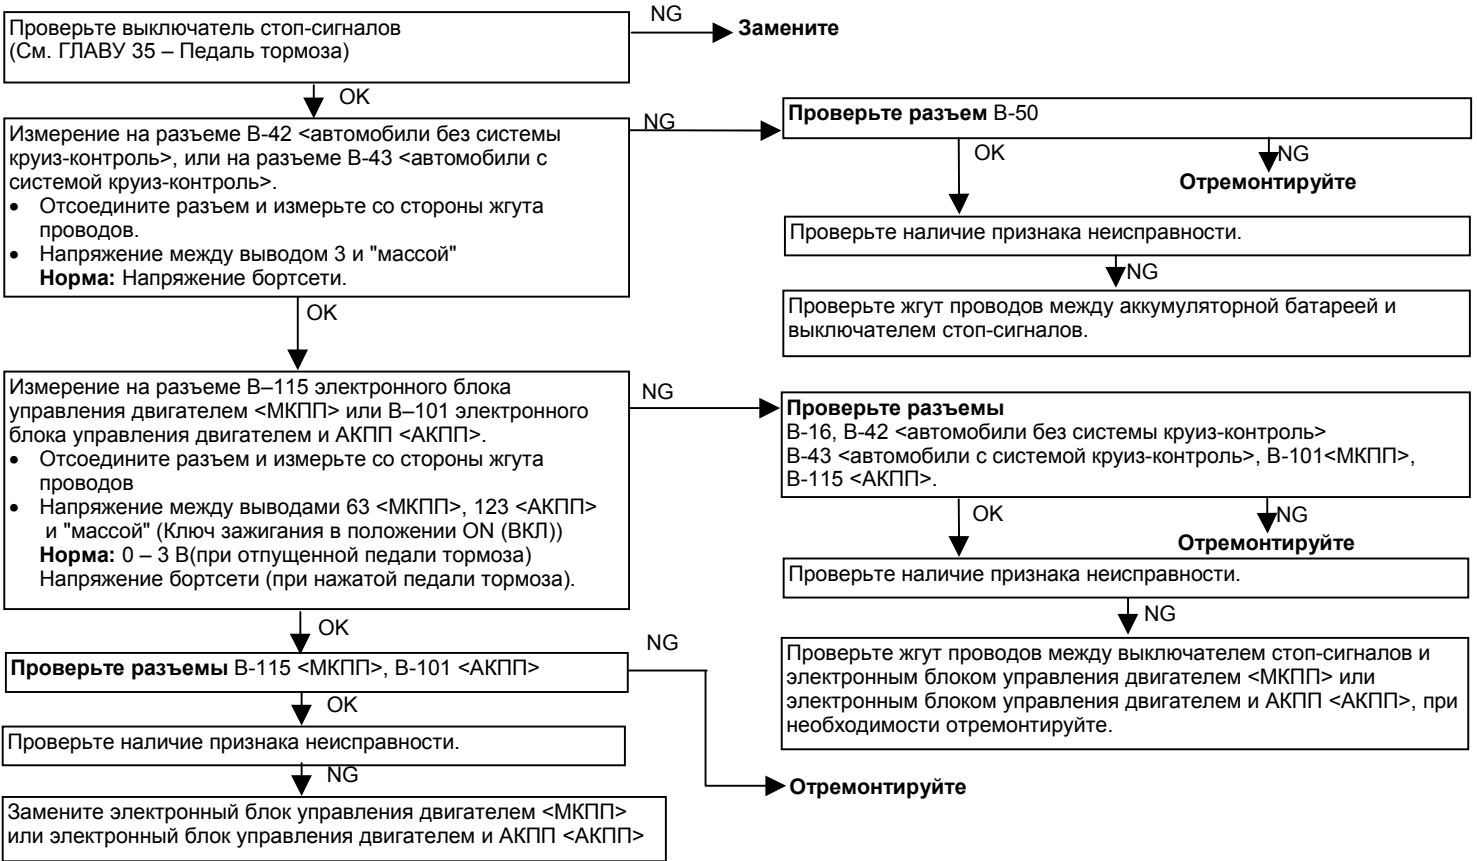 Проверьте выключатель стоп-сигналов
(См. ГЛАВУ 35 – Педаль тормоза)
NG
Замените
OK
Измерение на разъеме B-42 <автомобили без системы
круиз-контроль>, или на разъеме B-43 <автомобили с
системой круиз-контроль>.
• Отсоедините разъем и измерьте со стороны жгута
проводов.
• Напряжение между выводом 3 и "массой"
Норма: Напряжение бортсети.
NG
Проверьте разъем B-50
OK
NG
Отремонтируйте
Проверьте наличие признака неисправности.
NG
Проверьте жгут проводов между аккумуляторной батареей и
выключателем стоп-сигналов.
OK
Измерение на разъеме B–115 электронного блока
управления двигателем <МКПП> или B–101 электронного
блока управления двигателем и АКПП <АКПП>.
• Отсоедините разъем и измерьте со стороны жгута
проводов
• Напряжение между выводами 63 <МКПП>, 123 <АКПП>
и "массой" (Ключ зажигания в положении ON (ВКЛ))
Норма: 0 – 3 В(при отпущенной педали тормоза)
Напряжение бортсети (при нажатой педали тормоза).
NG
Проверьте разъемы
B-16, B-42 <автомобили без системы круиз-контроль>
B-43 <автомобили с системой круиз-контроль>, B-101<МКПП>,
B-115 <АКПП>.
OK
NG
Отремонтируйте
Проверьте наличие признака неисправности.
NG
Проверьте жгут проводов между выключателем стоп-сигналов и
электронным блоком управления двигателем <МКПП> или
электронным блоком управления двигателем и АКПП <АКПП>, при
необходимости отремонтируйте.
OK
Проверьте разъемы B-115 <МКПП>, B-101 <АКПП>
NG
Отремонтируйте
OK
Проверьте наличие признака неисправности.
NG
Замените электронный блок управления двигателем <МКПП>
или электронный блок управления двигателем и АКПП <АКПП>